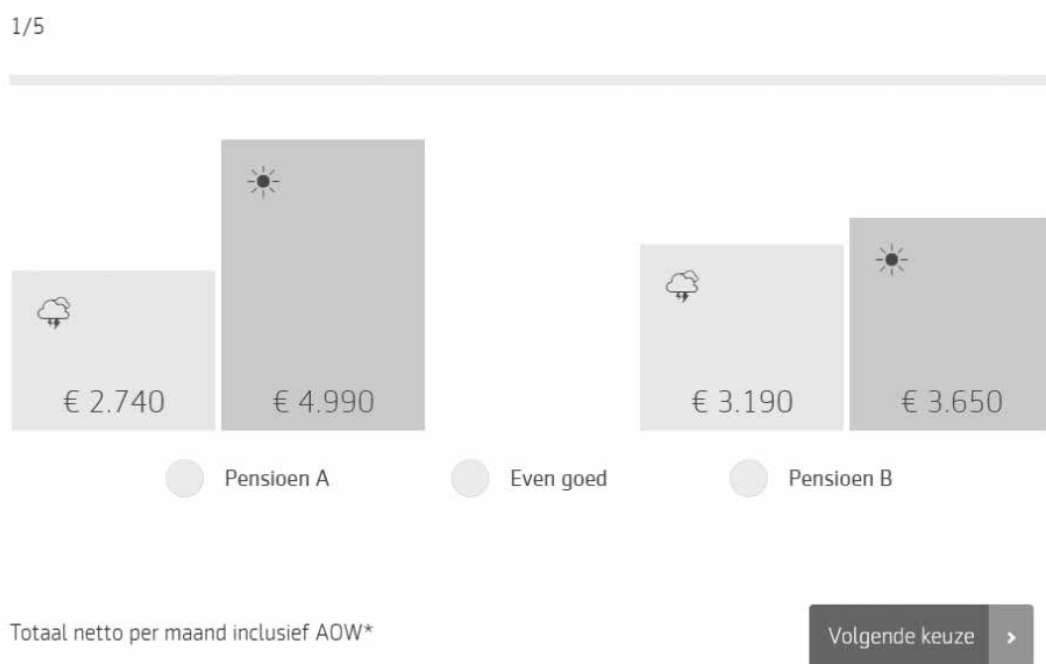 1/5
€ 2.740
€ 4.990
€ 3.190
€ 3.650
Pensioen A
Even goed
Pensioen B
Totaal netto per maand inclusief AOW*
Volgende keuze